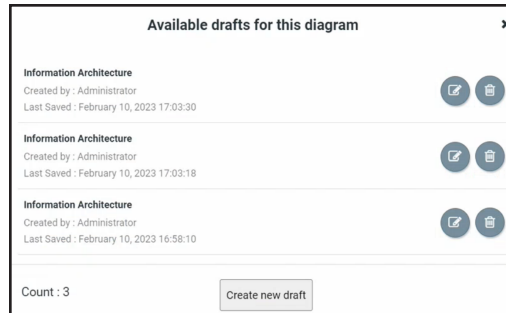 Available drafts for this diagram
Information Architecture
Created by : Administrator
Last Saved : February 10, 2023 17:03:30
Information Architecture
Created by : Administrator
Last Saved : February 10, 2023 17:03:18
Information Architecture
Created by : Administrator
Last Saved : February 10, 2023 16:58:10
Count : 3
Create new draft